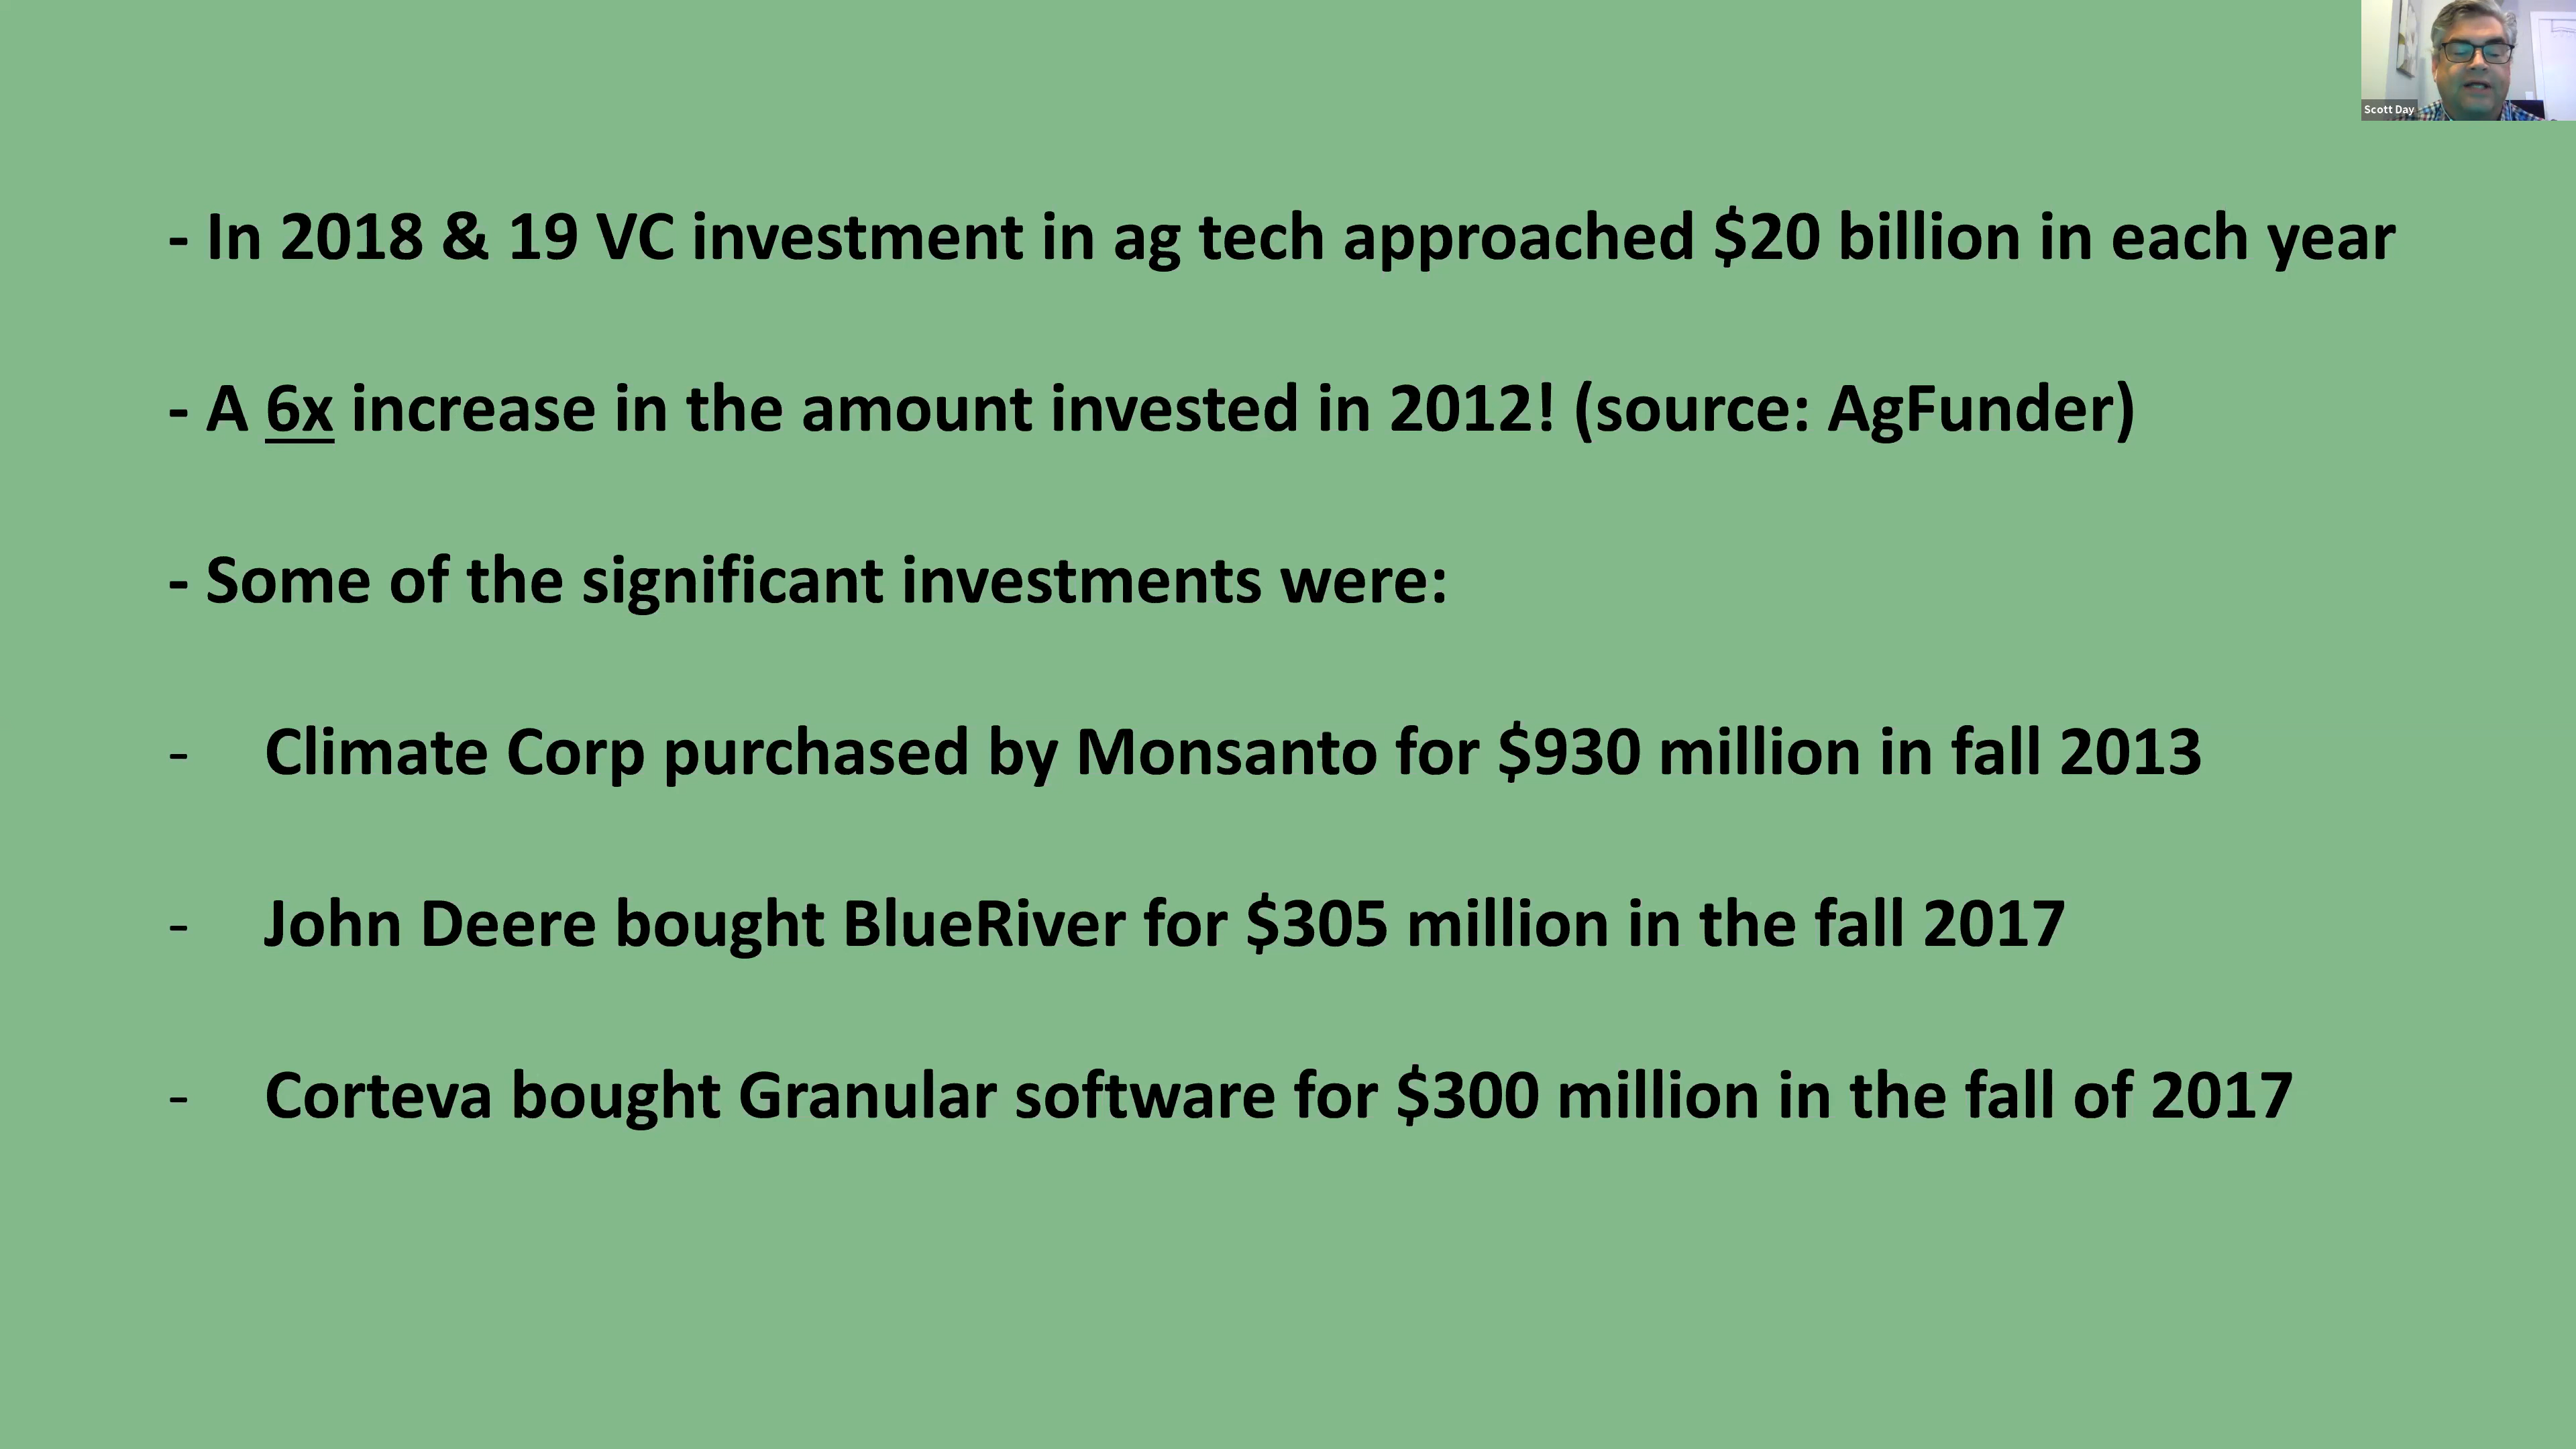 Scott Day
- In 2018 & 19 VC investment in ag tech approached $20 billion in each year
- A 6x increase in the amount invested in 2012! (source: AgFunder)
- Some of the significant investments were:
- Climate Corp purchased by Monsanto for $930 million in fall 2013
- John Deere bought BlueRiver for $305 million in the fall 2017
- Corteva bought Granular software for $300 million in the fall of 2017